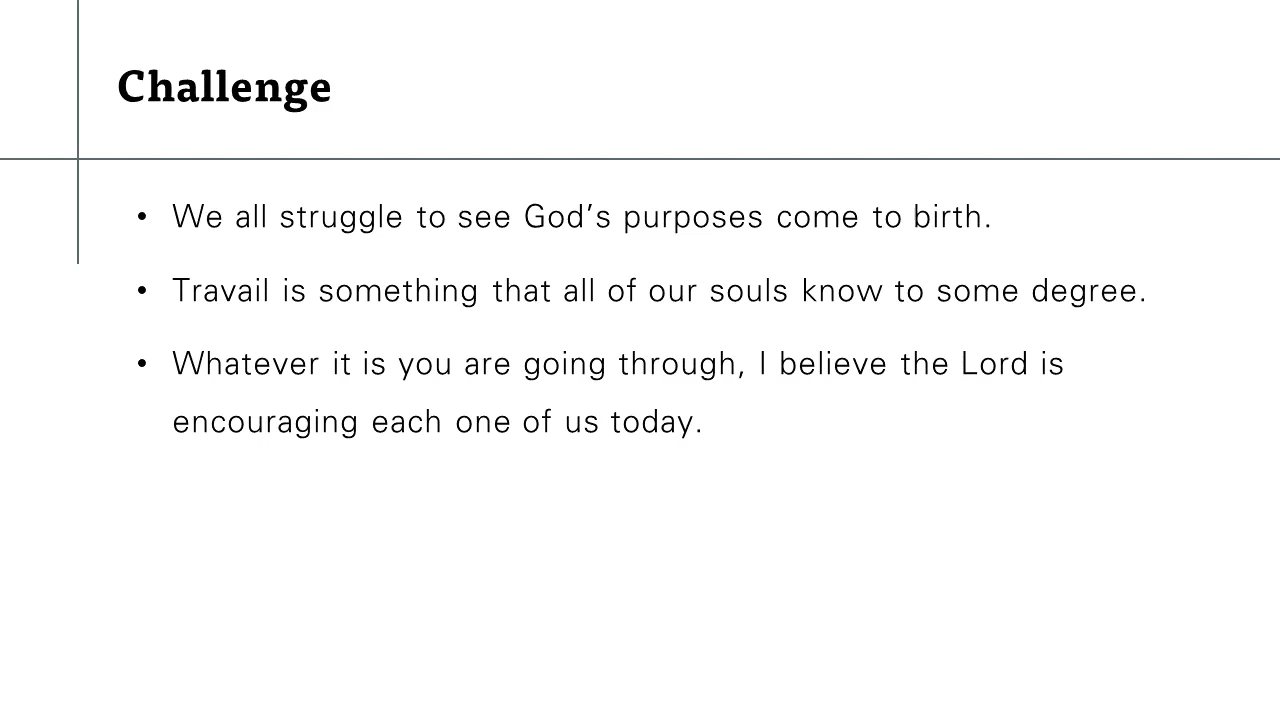 Challenge
• We all struggle to see God’s purposes come to birth.
• Travail is something that all of our souls know to some degree.
• Whatever it is you are going through, I believe the Lord is
encouraging each one of us today.